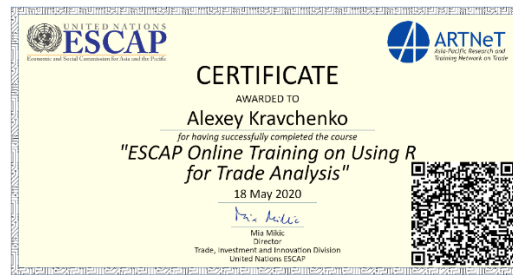 UNITED NATIONS
ESCAP
Economic and Social Commission for Asia and the Pacific
ARTNeT
Asia-Pacific Research and
Training Network on Trade
CERTIFICATE
AWARDED TO
Alexey Kravchenko
for having successfully completed the course
"ESCAP Online Training on Using R
for Trade Analysis"
18 May 2020
Mia Mikic
Mia Mikic
Director
Trade, Investment and Innovation Division
United Nations ESCAP